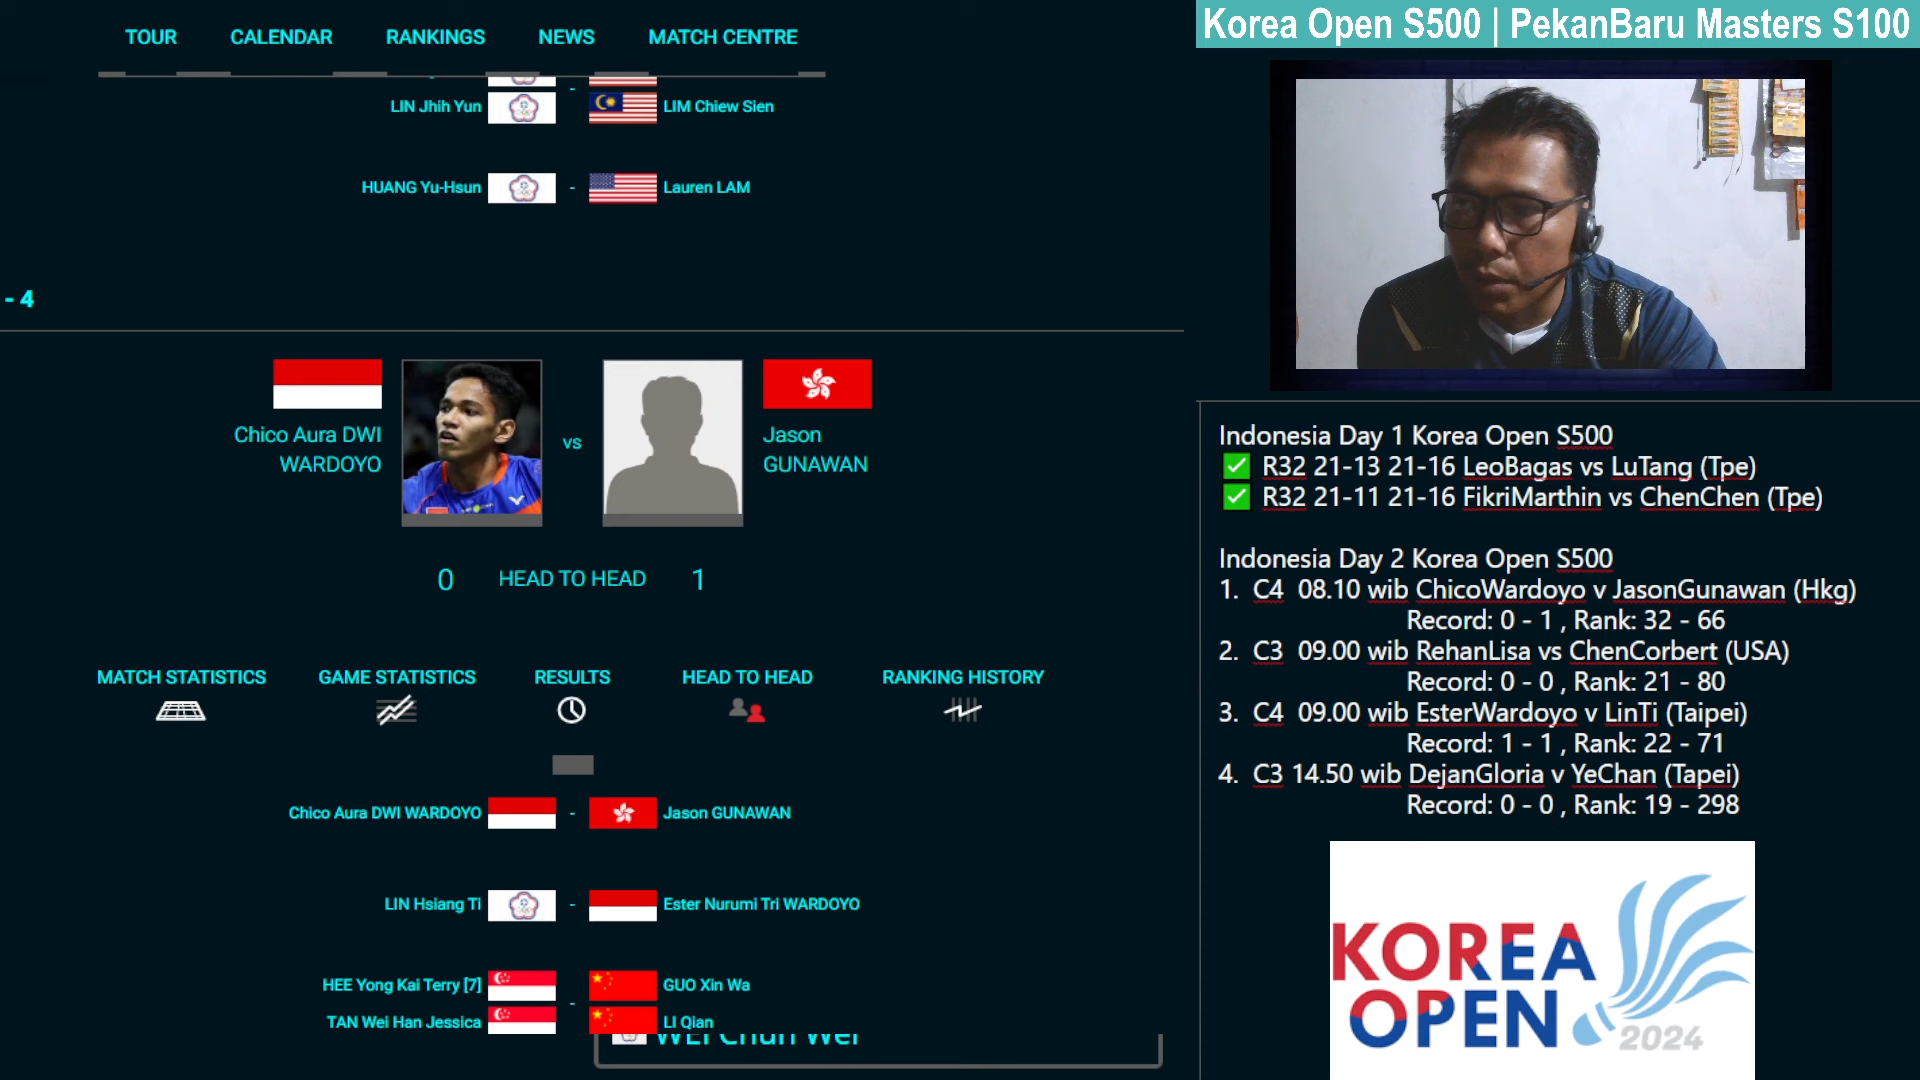 TOUR CALENDAR RANKINGS NEWS MATCH CENTRE
Korea Open S500 | PekanBaru Masters S100
LIN Jhih Yun - LIM Chiew Sien
HUANG Yu-Hsun - Lauren LAM
- 4
Chico Aura DWI WARDOYO
vs
Jason GUNAWAN
0 HEAD TO HEAD 1
MATCH STATISTICS GAME STATISTICS RESULTS HEAD TO HEAD RANKING HISTORY
Chico Aura DWI WARDOYO - Jason GUNAWAN
LIN Hsiang Ti - Ester Nurumi Tri WARDOYO
HEE Yong Kai Terry [7] - GUO Xin Wa
TAN Wei Han Jessica LI Qian
WEI Chun Wei
Indonesia Day 1 Korea Open S500
✅ R32 21-13 21-16 LeoBagas vs LuTang (Tpe)
✅ R32 21-11 21-16 FikriMarthin vs ChenChen (Tpe)
Indonesia Day 2 Korea Open S500
1. C4 08.10 wib ChicoWardoyo v JasonGunawan (Hkg)
Record: 0 - 1 , Rank: 32 - 66
2. C3 09.00 wib RehanLisa vs ChenCorbert (USA)
Record: 0 - 0 , Rank: 21 - 80
3. C4 09.00 wib EsterWardoyo v LinTi (Taipei)
Record: 1 - 1 , Rank: 22 - 71
4. C3 14.50 wib DejanGloria v YeChan (Tapei)
Record: 0 - 0 , Rank: 19 - 298
KOREA
OPEN
2024